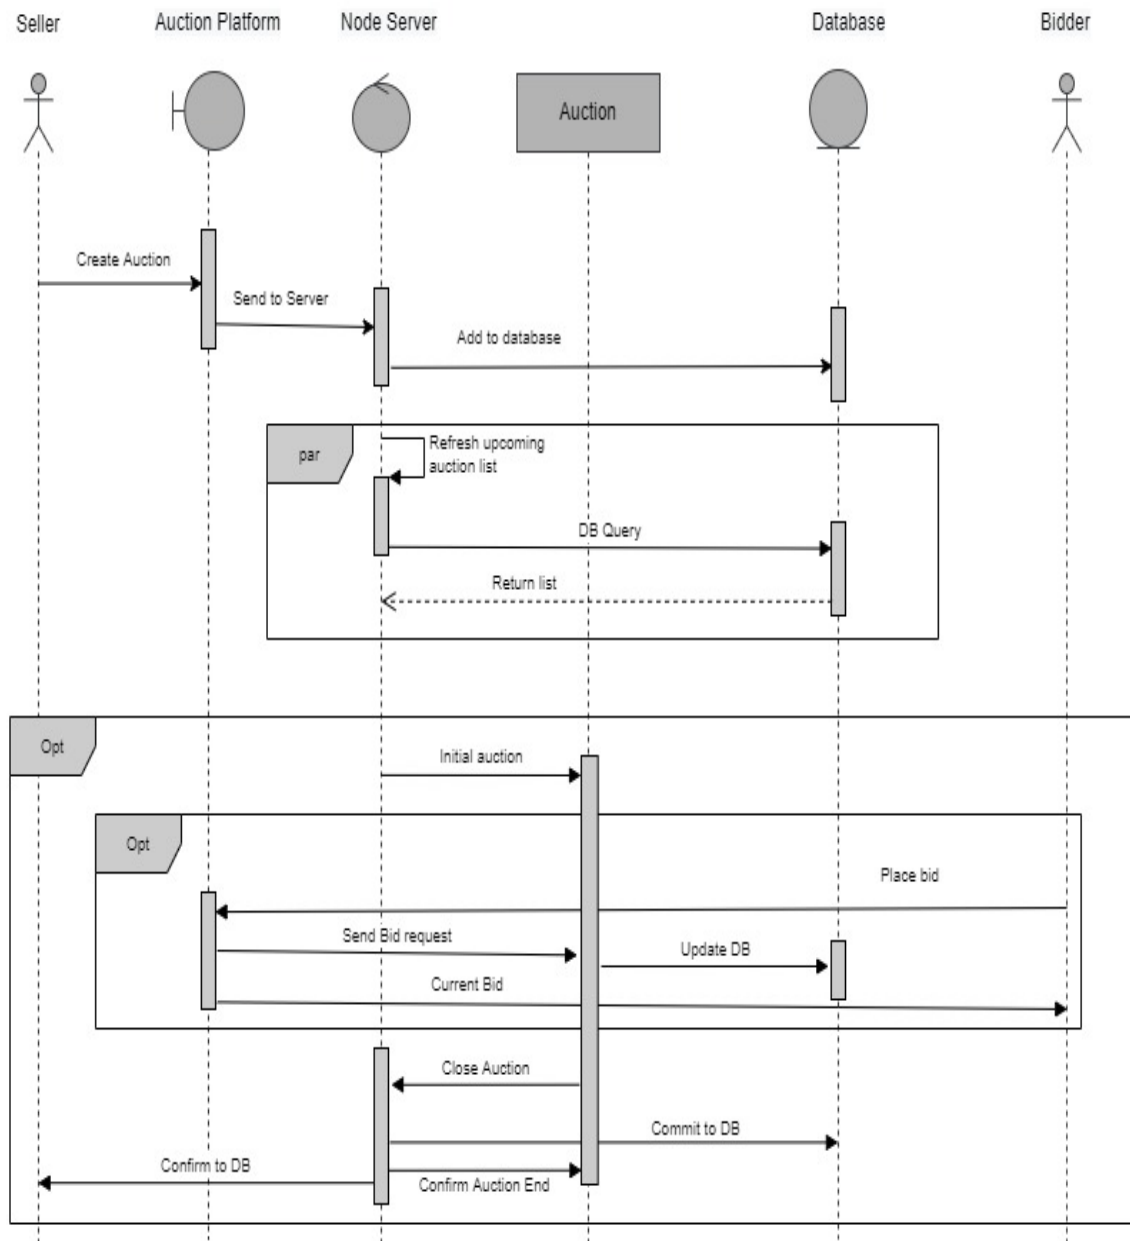 Seller
Auction Platform
Node Server
Database
Bidder
Auction
Create Auction
Send to Server
Add to database
par
Refresh upcoming
auction list
DB Query
Return list
Opt
Initial auction
Opt
Place bid
Send Bid request
Update DB
Current Bid
Close Auction
Commit to DB
Confirm to DB
Confirm Auction End